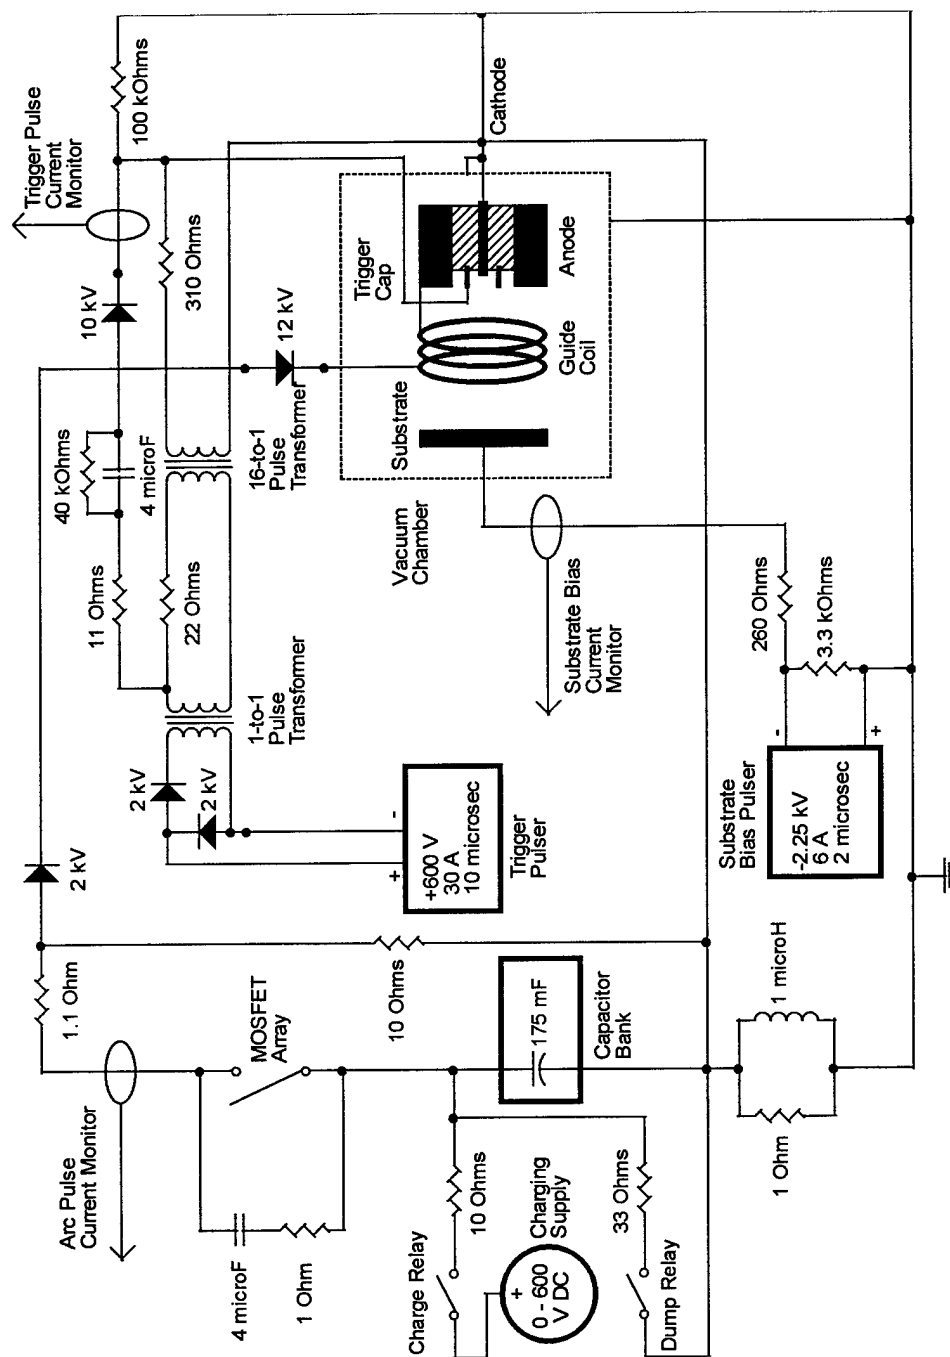 Arc Pulse
Current Monitor
1.1 Ohm
2 kV
4 microF
1 Ohm
MOSFET
Array
10 Ohms
Charge Relay
10 Ohms
+
0 - 600
V DC
Charging
Supply
33 Ohms
Dump Relay
175 mF
Capacitor
Bank
1 Ohm
1 microH
2 kV
2 kV
+
-
+600 V
30 A
10 microsec
Trigger
Pulser
1-to-1
Pulse
Transformer
11 Ohms
22 Ohms
40 kOhms
4 microF
16-to-1
Pulse
Transformer
10 kV
310 Ohms
12 kV
Trigger Pulse
Current
Monitor
100 kOhms
Vacuum
Chamber
Substrate
Trigger
Cap
Guide
Coil
Anode
Cathode
Substrate Bias
Current
Monitor
260 Ohms
3.3 kOhms
-
+
Substrate
Bias Pulser
-2.25 kV
6 A
2 microsec